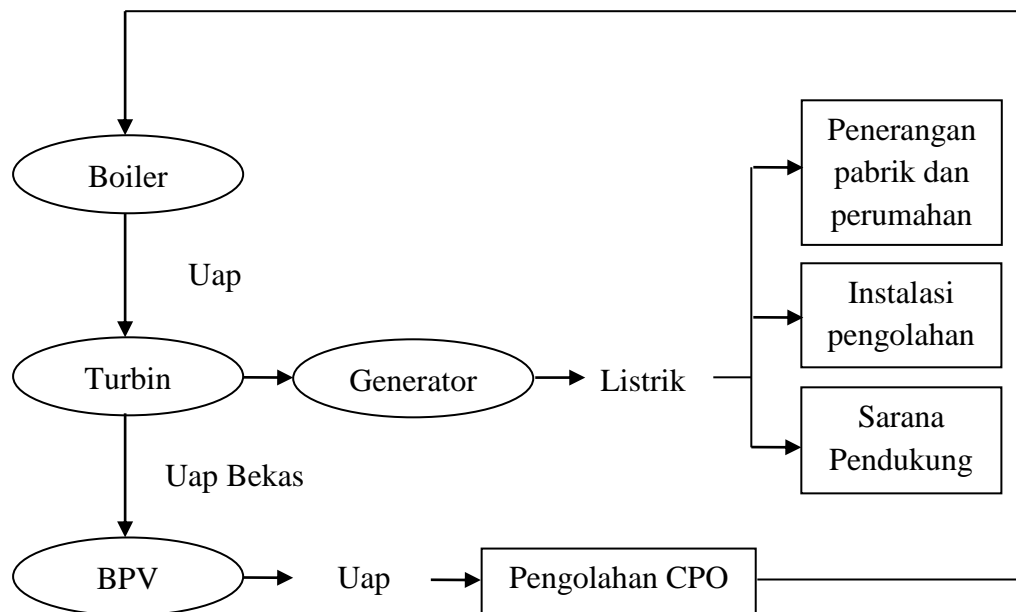 Boiler
Uap
Turbin
Generator
Listrik
Penerangan
pabrik dan
perumahan
Instalasi
pengolahan
Sarana
Pendukung
Uap Bekas
BPV
Uap
Pengolahan CPO